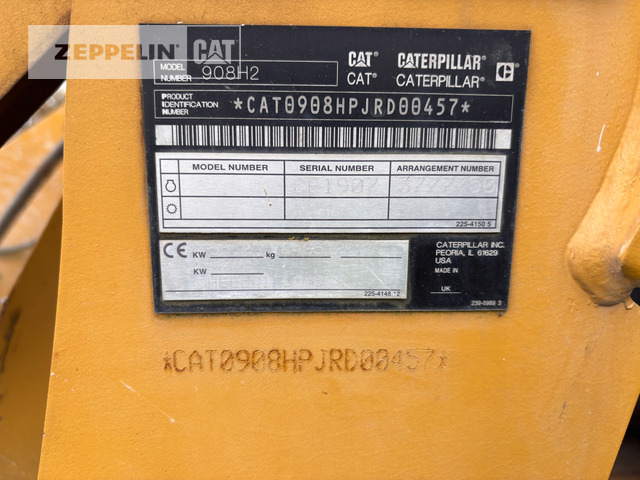 ZEPPELIN CAT
CAT® CATERPILLAR® C
CAT® CATERPILLAR®
MODEL NUMBER 908H2
PRODUCT IDENTIFICATION NUMBER *CAT0908HPJRD00457*
MODEL NUMBER SERIAL NUMBER ARRANGEMENT NUMBER
225-4150 5
CE KW kg
KW
225-4148 12
CATERPILLAR INC.
PEORIA, IL 61629
USA
MADE IN
UK
239-6989 3
*CAT0908HPJRD00457*